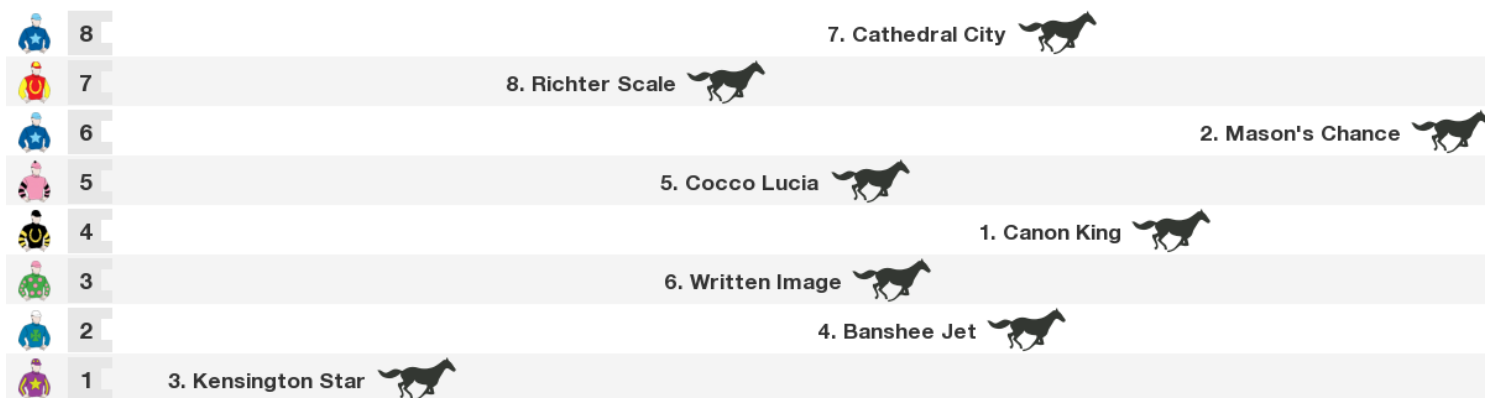 8 7. Cathedral City
7 8. Richter Scale
6 2. Mason's Chance
5 5. Cocco Lucia
4 1. Canon King
3 6. Written Image
2 4. Banshee Jet
1 3. Kensington Star